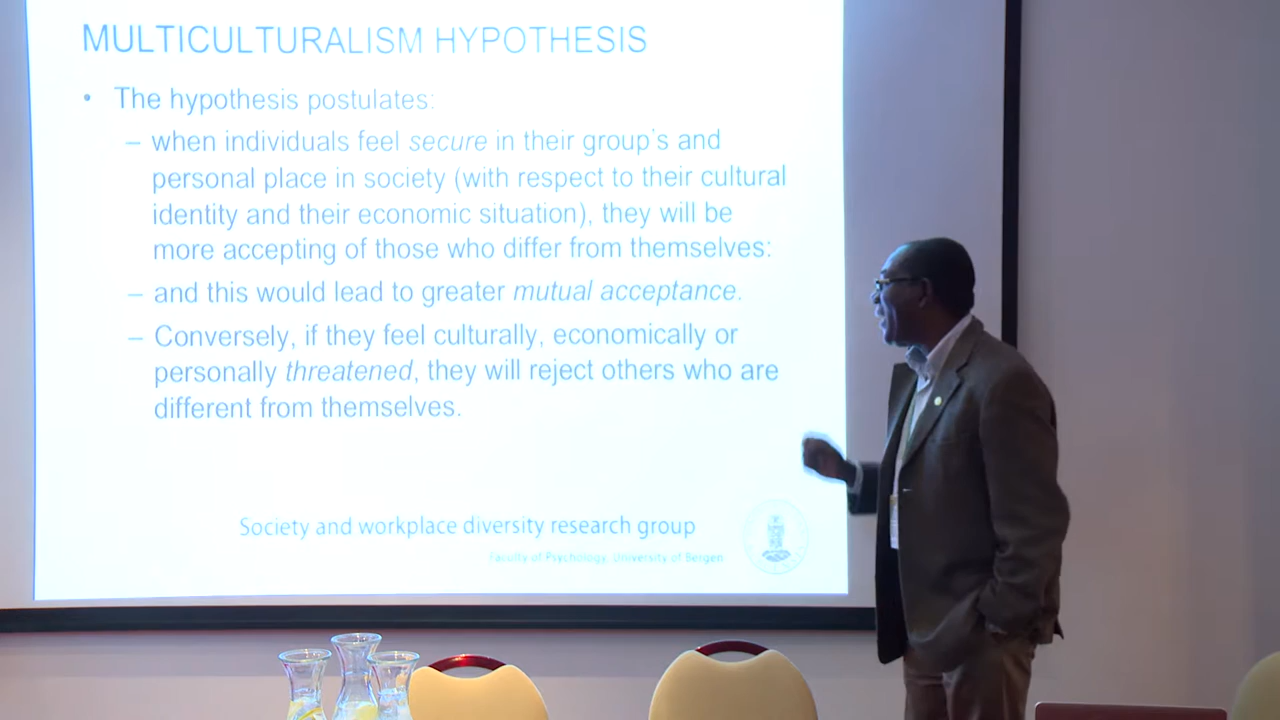 MULTICULTURALISM HYPOTHESIS
• The hypothesis postulates:
– when individuals feel secure in their group's and
personal place in society (with respect to their cultural
identity and their economic situation), they will be
more accepting of those who differ from themselves:
– and this would lead to greater mutual acceptance.
– Conversely, if they feel culturally, economically or
personally threatened, they will reject others who are
different from themselves.
Society and workplace diversity research group
Faculty of Psychology, University of Bergen